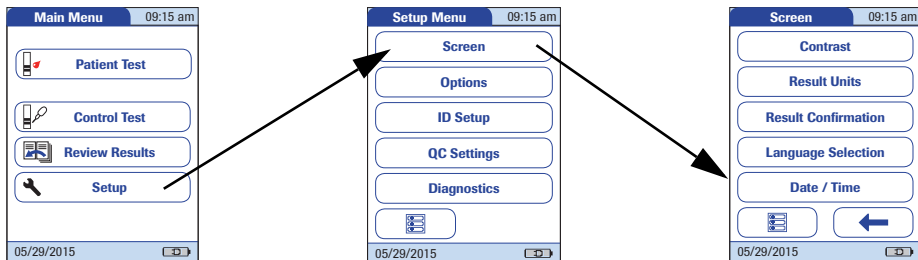 Main Menu 09:15 am
Patient Test
Control Test
Review Results
Setup
05/29/2015
Setup Menu 09:15 am
Screen
Options
ID Setup
QC Settings
Diagnostics
05/29/2015
Screen 09:15 am
Contrast
Result Units
Result Confirmation
Language Selection
Date / Time
05/29/2015